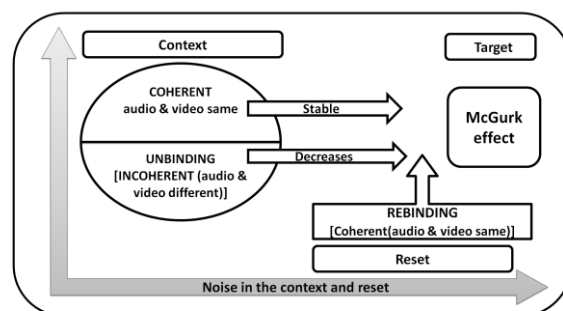 Context
Target
COHERENT
audio & video same
Stable
McGurk
effect
UNBINDING
[INCOHERENT (audio &
video different)]
Decreases
REBINDING
[Coherent(audio & video same)]
Reset
Noise in the context and reset